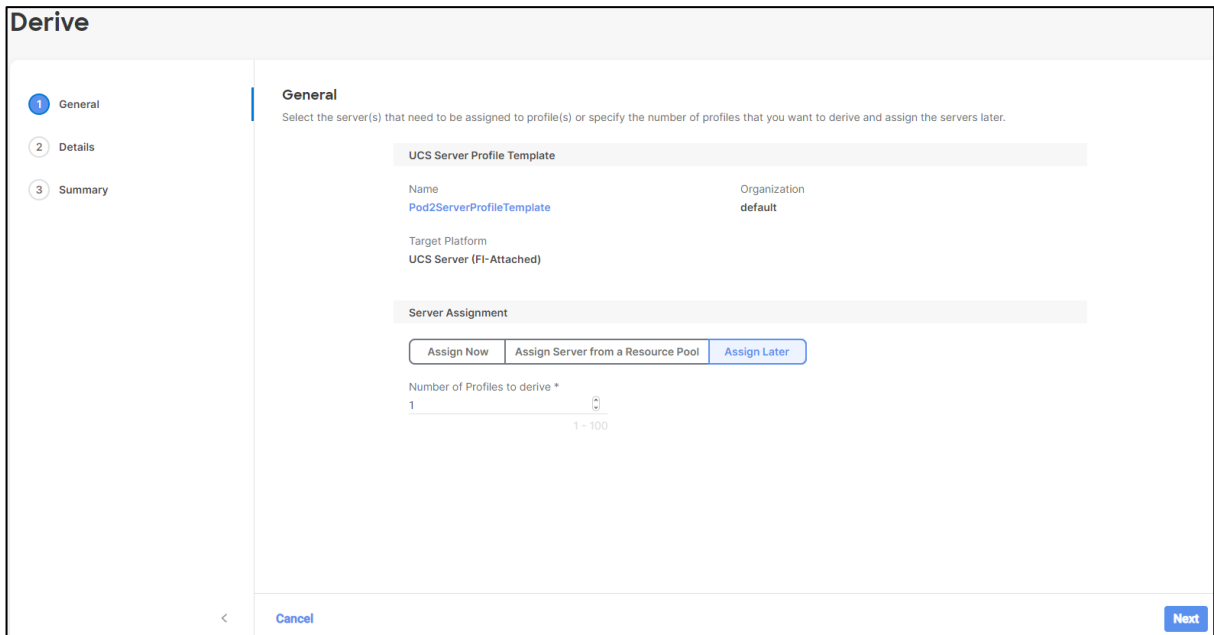 Derive
1 General
2 Details
3 Summary
General
Select the server(s) that need to be assigned to profile(s) or specify the number of profiles that you want to derive and assign the servers later.
UCS Server Profile Template
Name Organization
Pod2ServerProfileTemplate default
Target Platform
UCS Server (FI-Attached)
Server Assignment
Assign Now Assign Server from a Resource Pool Assign Later
Number of Profiles to derive *
1
1 - 100
Cancel Next